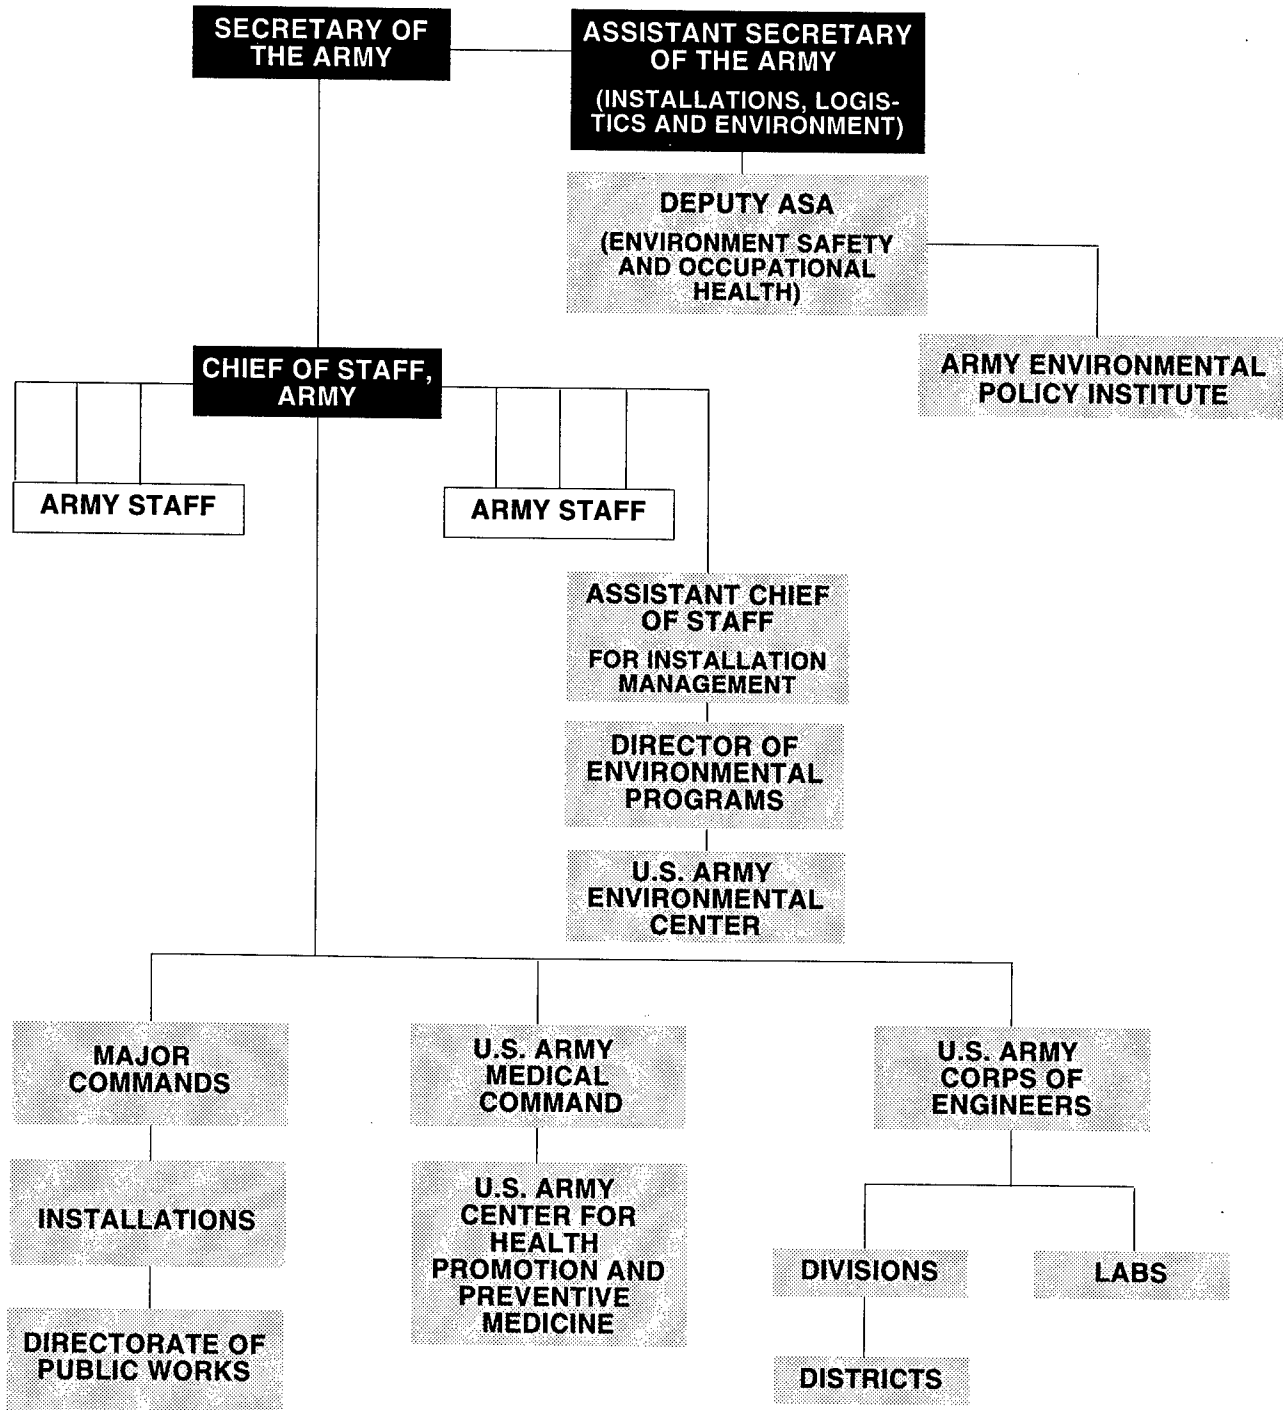 SECRETARY OF
THE ARMY
ASSISTANT SECRETARY
OF THE ARMY
(INSTALLATIONS, LOGIS-
TICS AND ENVIRONMENT)
DEPUTY ASA
(ENVIRONMENT SAFETY
AND OCCUPATIONAL
HEALTH)
ARMY ENVIRONMENTAL
POLICY INSTITUTE
CHIEF OF STAFF,
ARMY
ARMY STAFF
ARMY STAFF
ASSISTANT CHIEF
OF STAFF
FOR INSTALLATION
MANAGEMENT
DIRECTOR OF
ENVIRONMENTAL
PROGRAMS
U.S. ARMY
ENVIRONMENTAL
CENTER
MAJOR
COMMANDS
INSTALLATIONS
DIRECTORATE OF
PUBLIC WORKS
U.S. ARMY
MEDICAL
COMMAND
U.S. ARMY
CENTER FOR
HEALTH
PROMOTION AND
PREVENTIVE
MEDICINE
U.S. ARMY
CORPS OF
ENGINEERS
DIVISIONS
LABS
DISTRICTS